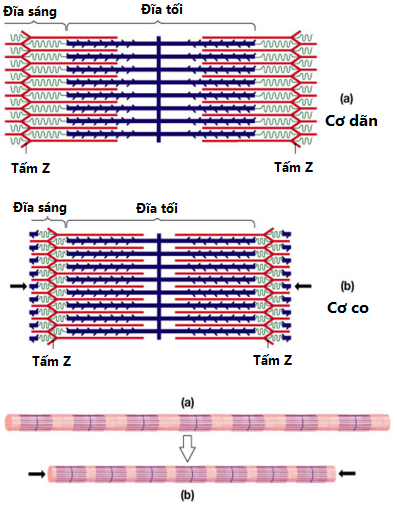 Đĩa sáng Đĩa tối
(a)
Cơ dãn
Tấm Z Tấm Z
Đĩa sáng Đĩa tối
(b)
Cơ co
Tấm Z Tấm Z
(a)
(b)